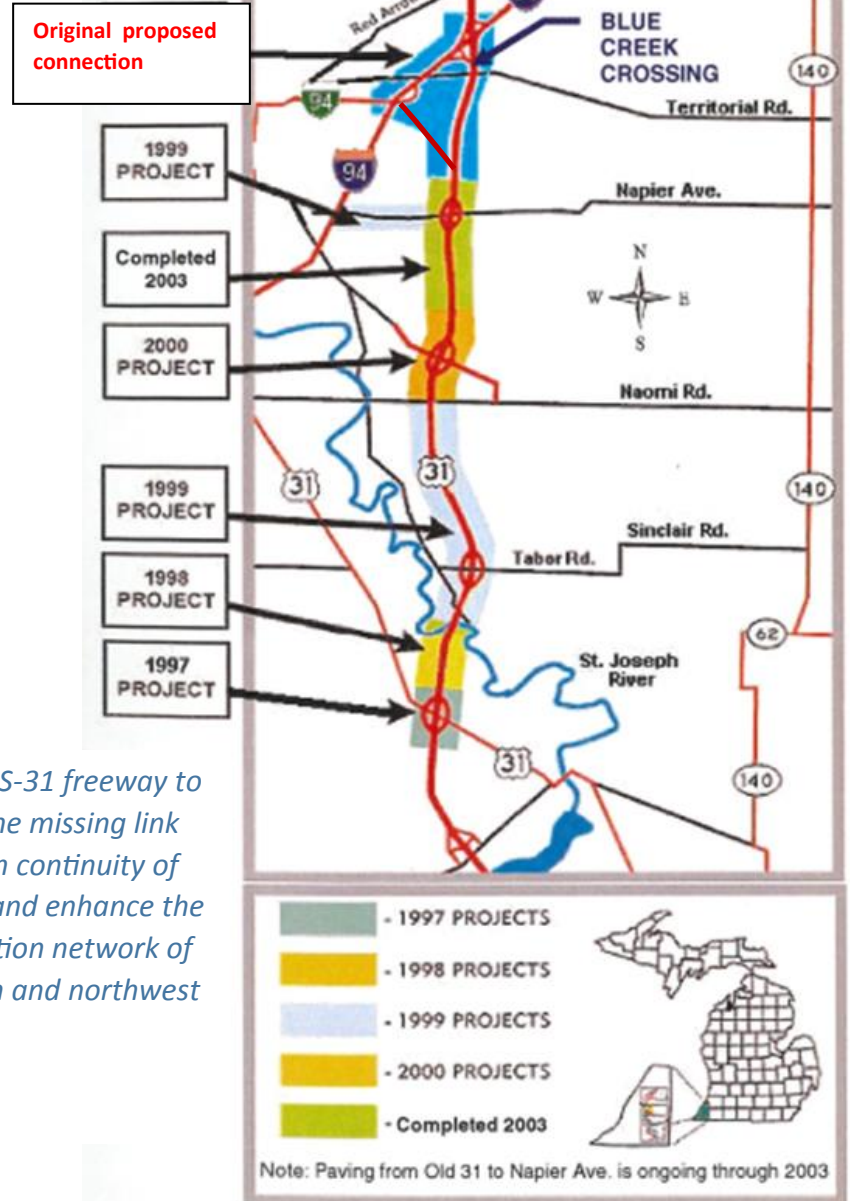 Original proposed
connection
Red Arrow
BLUE
CREEK
CROSSING
140
94
Territorial Rd.
1999
PROJECT
94
Napier Ave.
Completed
2003
N
W E
S
2000
PROJECT
Naomi Rd.
31
31
1999
PROJECT
140
Sinclair Rd.
Tabor Rd.
1998
PROJECT
62
St. Joseph
River
1997
PROJECT
31
140
S-31 freeway to
he missing link
n continuity of
and enhance the
tion network of
n and northwest
- 1997 PROJECTS
- 1998 PROJECTS
- 1999 PROJECTS
- 2000 PROJECTS
- Completed 2003
Note: Paving from Old 31 to Napier Ave. is ongoing through 2003